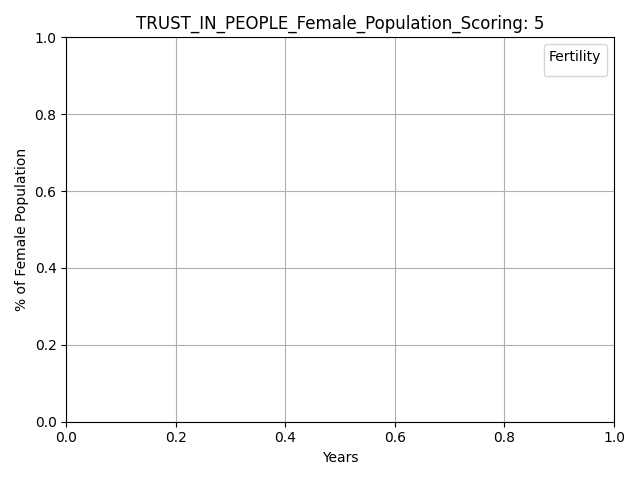 TRUST_IN_PEOPLE_Female_Population_Scoring: 5
Fertility
% of Female Population
1.0
0.8
0.6
0.4
0.2
0.0
0.0 0.2 0.4 0.6 0.8 1.0
Years